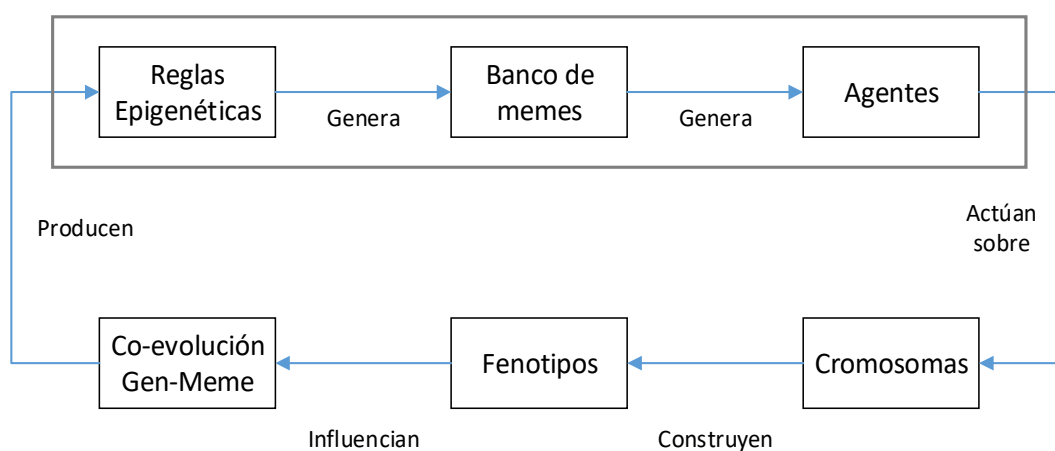 Reglas
Epigenéticas
Genera
Banco de
memes
Genera
Agentes
Producen
Actúan
sobre
Co-evolución
Gen-Meme
Influencian
Fenotipos
Construyen
Cromosomas